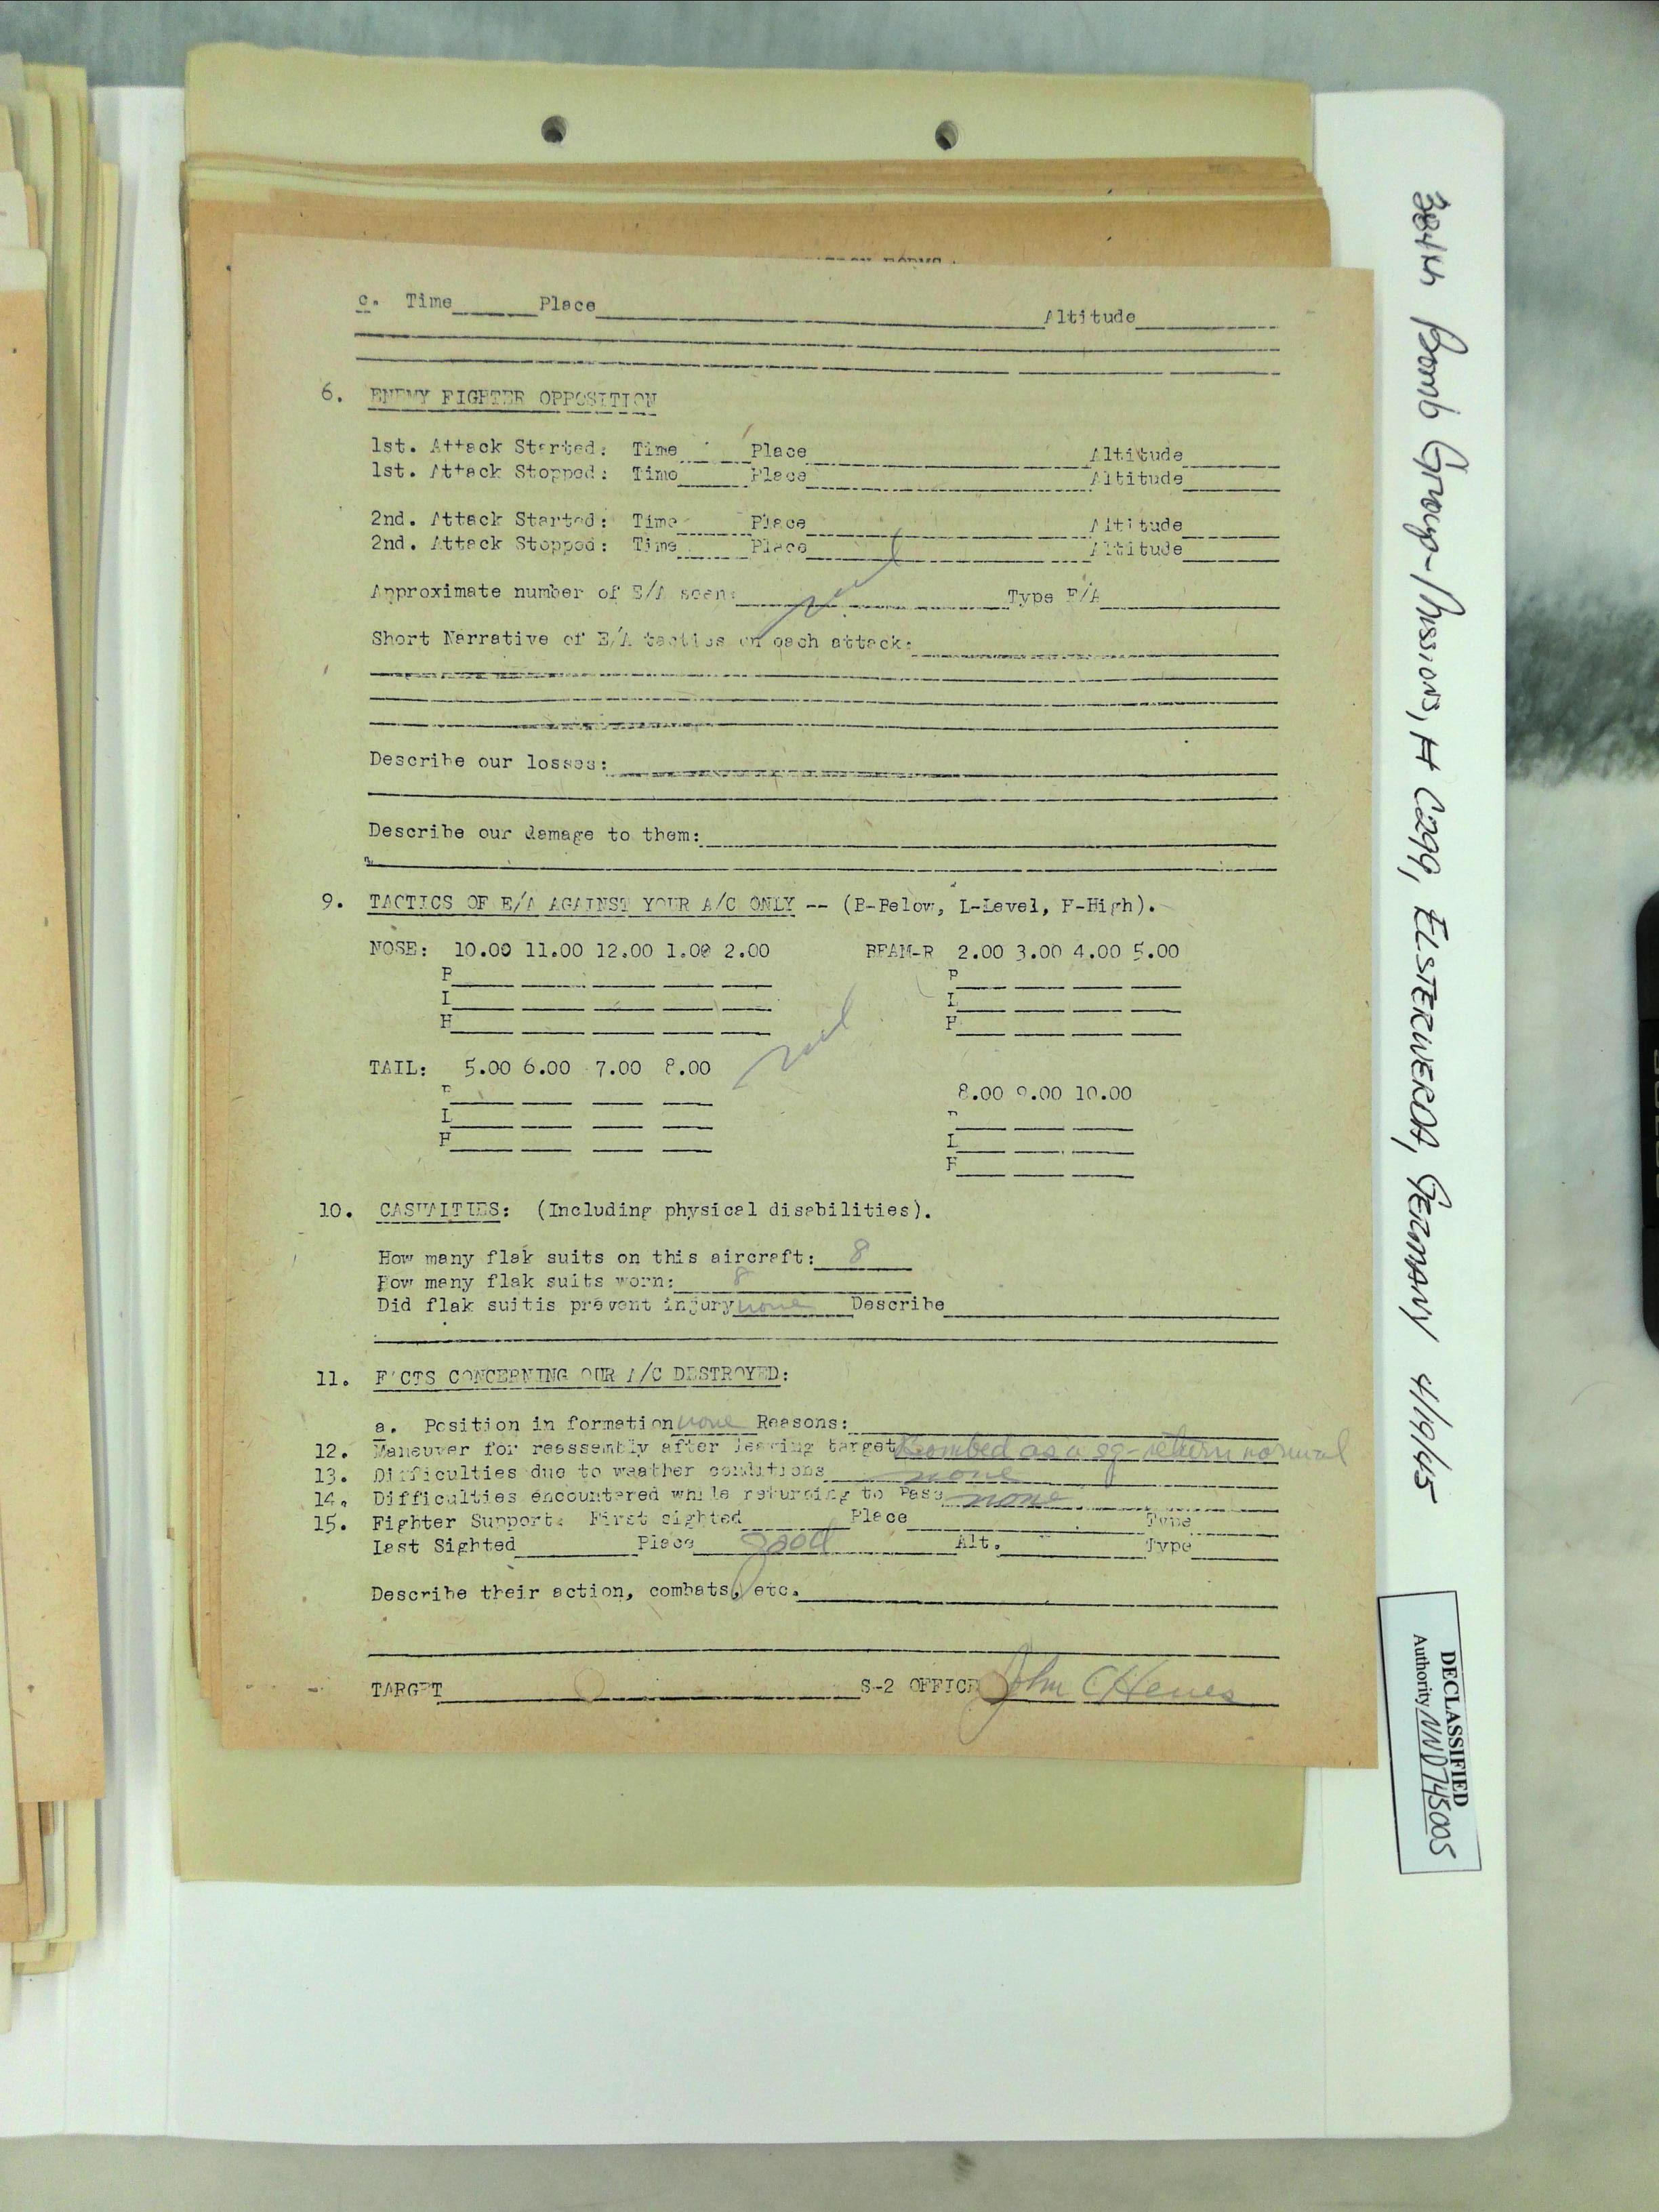 c. Time Place Altitude
6. ENEMY FIGHTER OPPOSITION
1st. Attack Started: Time Place Altitude
1st. Attack Stopped: Time Place Altitude
2nd. Attack Started: Time Place Altitude
2nd. Attack Stopped: Time Place Altitude
nil
Approximate number of E/A seen: Type E/A
Short Narrative of E/A tactics on each attack:
Describe our losses:
Describe our damage to them:
9. TACTICS OF E/A AGAINST YOUR A/C ONLY -- (B-Below, L-Level, H-High).
NOSE: 10.00 11.00 12.00 1.00 2.00 BEAM-R 2.00 3.00 4.00 5.00
B B
L L
H H
nil
TAIL: 5.00 6.00 7.00 8.00
8.00 9.00 10.00
B B
L L
H H
10. CASUALTIES: (Including physical disabilities).
How many flak suits on this aircraft: 8
How many flak suits worn: 8
Did flak suitis prevent injury none Describe
11. FACTS CONCERNING OUR A/C DESTROYED:
a. Position in formation none Reasons:
12. Maneuver for reassembly after leaving target Bombed as a sq - return normal
13. Difficulties due to weather conditions none
14. Difficulties encountered while returning to Base none
15. Fighter Support: First sighted Place Type
Last Sighted Place good Alt. Type
Describe their action, combats, etc.
TARGET S-2 OFFICER John C Henes
384th Bomb Group-Missions, # C299, ELSTERWERDA, GERMANY 4/19/45
DECLASSIFIED
Authority NND745005